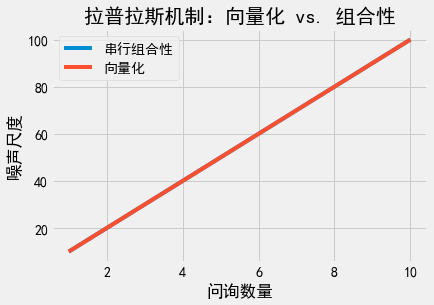 拉普拉斯机制：向量化 vs. 组合性
串行组合性
向量化
噪声尺度
100
80
60
40
20
2 4 6 8 10
问询数量